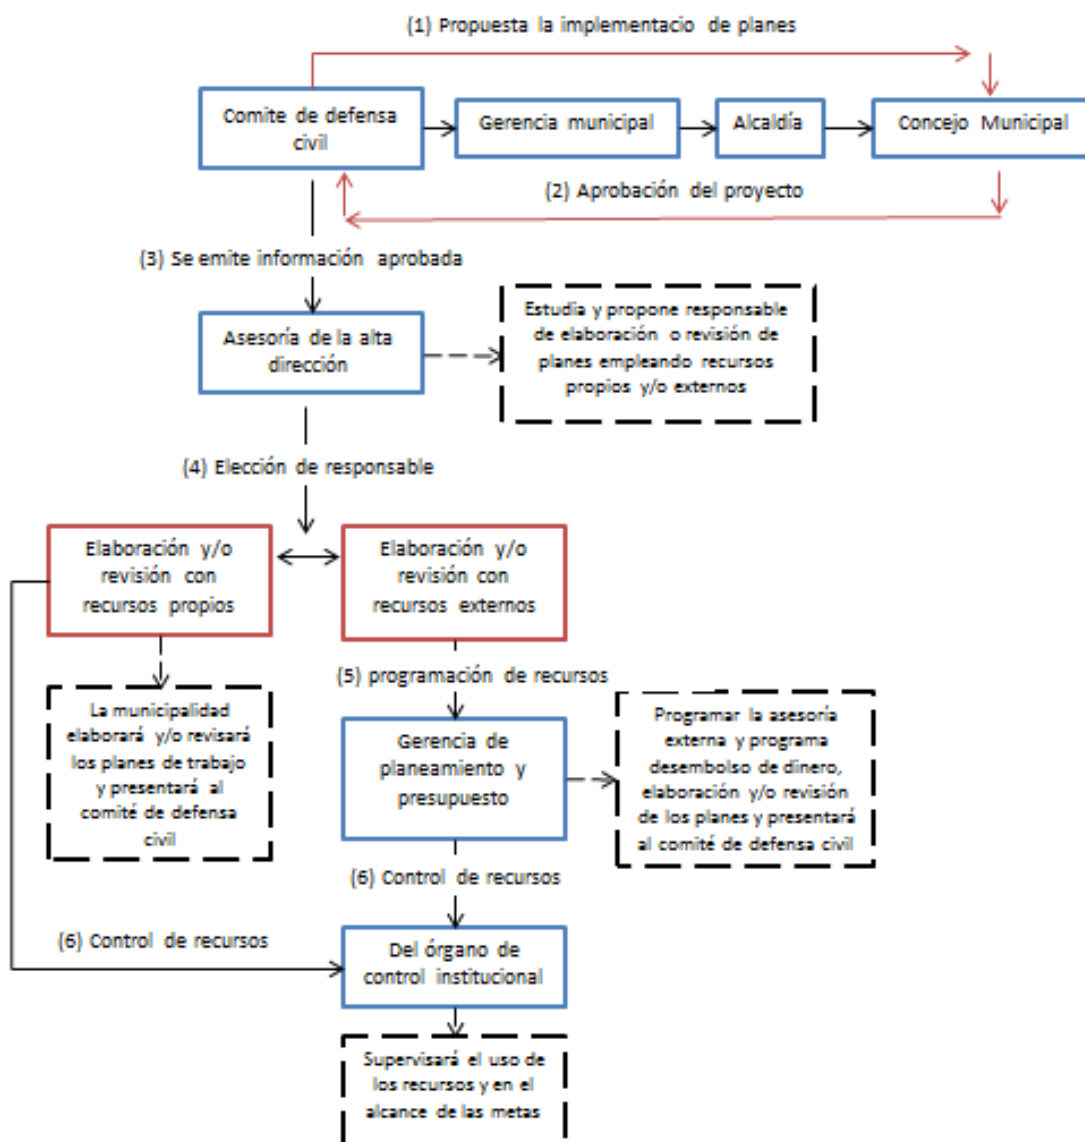 (1) Propuesta la implementacio de planes
Comite de defensa
civil
Gerencia municipal
Alcaldía
Concejo Municipal
(2) Aprobación del proyecto
(3) Se emite información aprobada
Asesoría de la alta
dirección
Estudia y propone responsable
de elaboración o revisión de
planes empleando recursos
propios y/o externos
(4) Elección de responsable
Elaboración y/o
revisión con
recursos propios
Elaboración y/o
revisión con
recursos externos
(5) programación de recursos
La municipalidad
elaborará y/o revisará
los planes de trabajo
y presentará al
comité de defensa
civil
Gerencia de
planeamiento y
presupuesto
Programar la asesoría
externa y programa
desembolso de dinero,
elaboración y/o revisión
de los planes y presentará
al comité de defensa civil
(6) Control de recursos
(6) Control de recursos
Del órgano de
control institucional
Supervisará el uso de
los recursos y en el
alcance de las metas